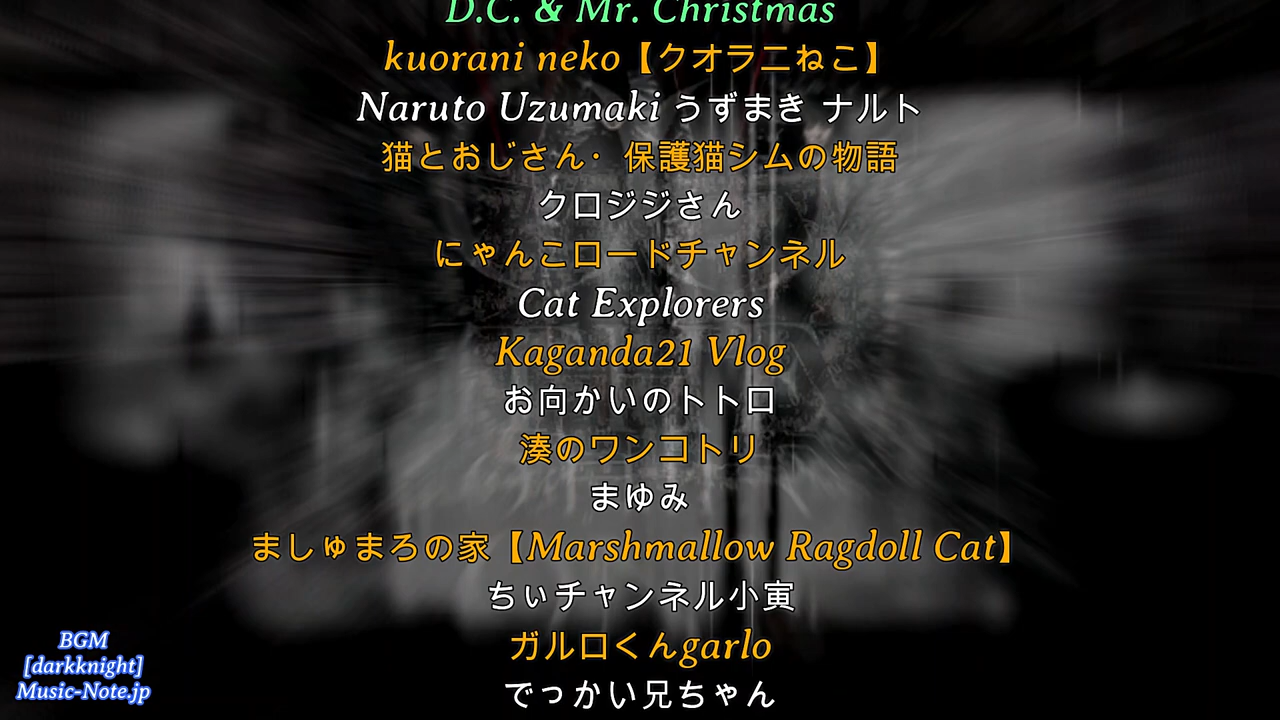 D.C. & Mr. Christmas
kuorani neko【クオラニねこ】
Naruto Uzumaki うずまき ナルト
猫とおじさん· 保護猫シムの物語
クロジジさん
にゃんこロードチャンネル
Cat Explorers
Kaganda21 Vlog
お向かいのトトロ
湊のワンコトリ
まゆみ
ましゅまろの家【Marshmallow Ragdoll Cat】
ちぃチャンネル小寅
ガルロくんgarlo
でっかい兄ちゃん
BGM
[darkknight]
Music-Note.jp